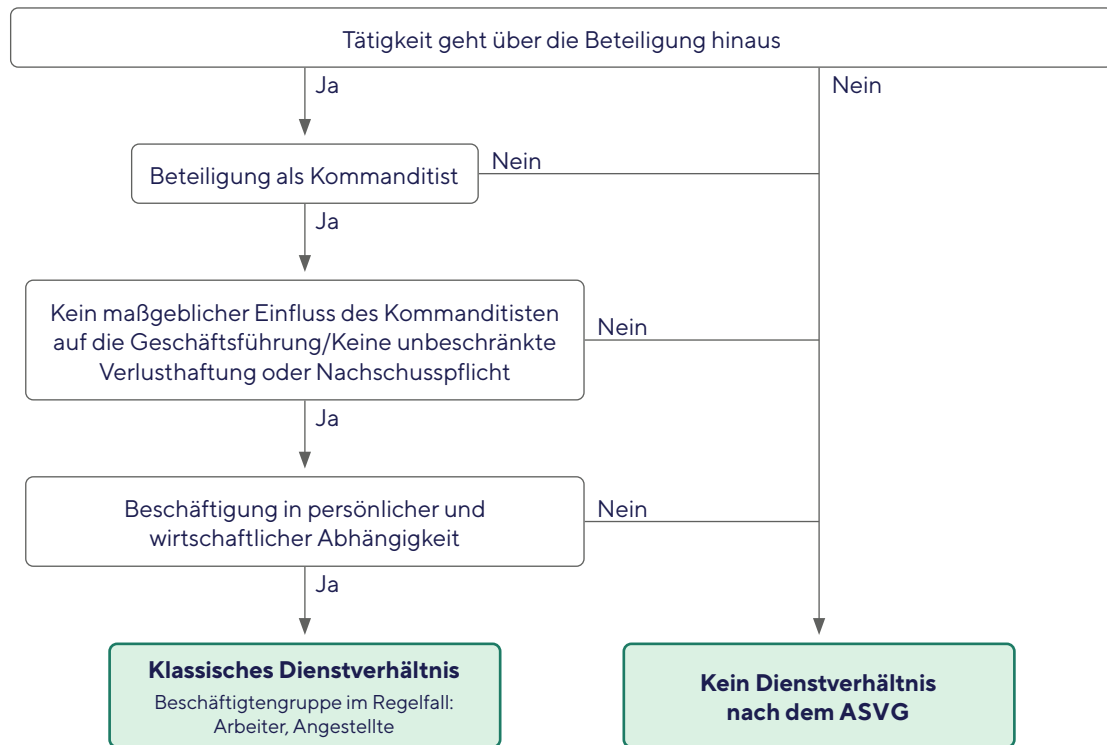 Tätigkeit geht über die Beteiligung hinaus
Ja
Nein
Beteiligung als Kommanditist
Nein
Ja
Kein maßgeblicher Einfluss des Kommanditisten
auf die Geschäftsführung/Keine unbeschränkte
Verlusthaftung oder Nachschusspflicht
Nein
Ja
Beschäftigung in persönlicher und
wirtschaftlicher Abhängigkeit
Nein
Ja
Klassisches Dienstverhältnis
Beschäftigtengruppe im Regelfall:
Arbeiter, Angestellte
Kein Dienstverhältnis
nach dem ASVG